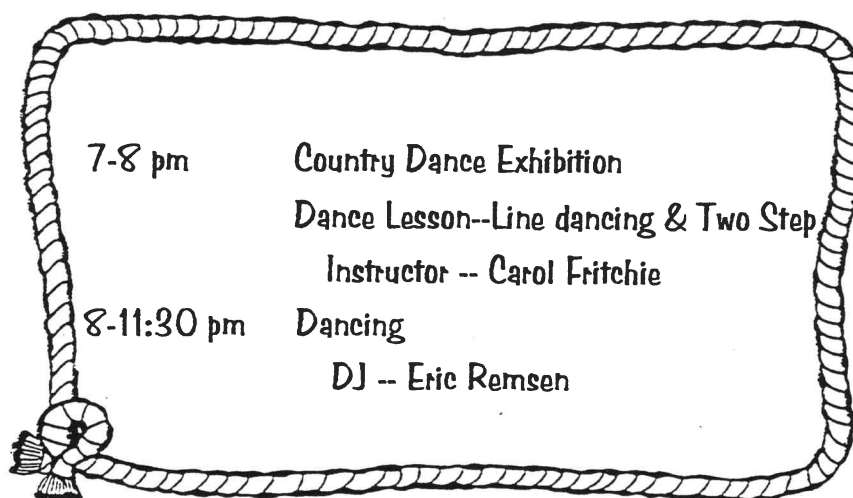 7-8 pm Country Dance Exhibition
Dance Lesson--Line dancing & Two Step
Instructor -- Carol Fritchie
8-11:30 pm Dancing
DJ -- Eric Remsen